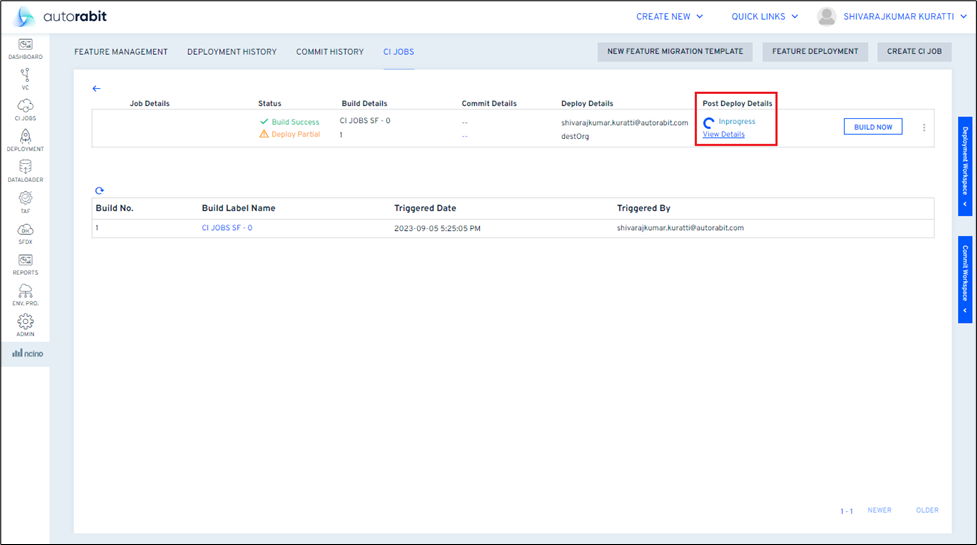 autorabit
CREATE NEW
QUICK LINKS
SHIVARAJKUMAR KURATTI
DASHBOARD
VC
CI JOBS
DEPLOYMENT
DATALOADER
TAF
SFDX
REPORTS
ENV. PRO.
ADMIN
ncino
FEATURE MANAGEMENT
DEPLOYMENT HISTORY
COMMIT HISTORY
CI JOBS
NEW FEATURE MIGRATION TEMPLATE
FEATURE DEPLOYMENT
CREATE CI JOB
Job Details
Status
Build Details
Commit Details
Deploy Details
Post Deploy Details
Build Success
Deploy Partial
CI JOBS SF - 0
1
--
--
shivarajkumar.kuratti@autorabit.com
destOrg
Inprogress
View Details
BUILD NOW
Build No.
Build Label Name
Triggered Date
Triggered By
1
CI JOBS SF - 0
2023-09-05 5:25:05 PM
shivarajkumar.kuratti@autorabit.com
1 - 1
NEWER
OLDER
Deployment Workspace
Commit Workspace